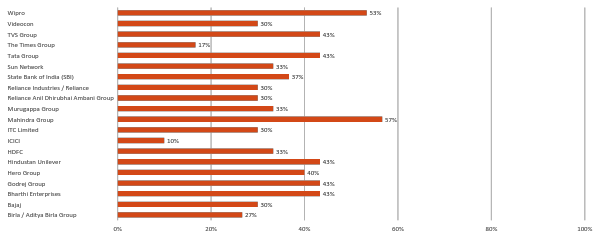 Wipro 53%
Videocon 30%
TVS Group 43%
The Times Group 17%
Tata Group 43%
Sun Network 33%
State Bank of India (SBI) 37%
Reliance Industries / Reliance 30%
Reliance Anil Dhirubhai Ambani Group 30%
Murugappa Group 33%
Mahindra Group 57%
ITC Limited 30%
ICICI 10%
HDFC 33%
Hindustan Unilever 43%
Hero Group 40%
Godrej Group 43%
Bharthi Enterprises 43%
Bajaj 30%
Birla / Aditya Birla Group 27%
0% 20% 40% 60% 80% 100%